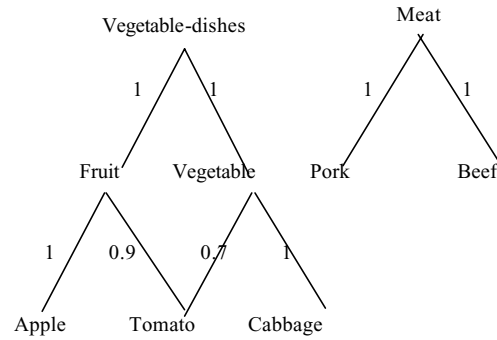 Meat
Vegetable-dishes
1 1 1 1
Fruit Vegetable Pork Beef
1 0.9 0.7 1
Apple Tomato Cabbage